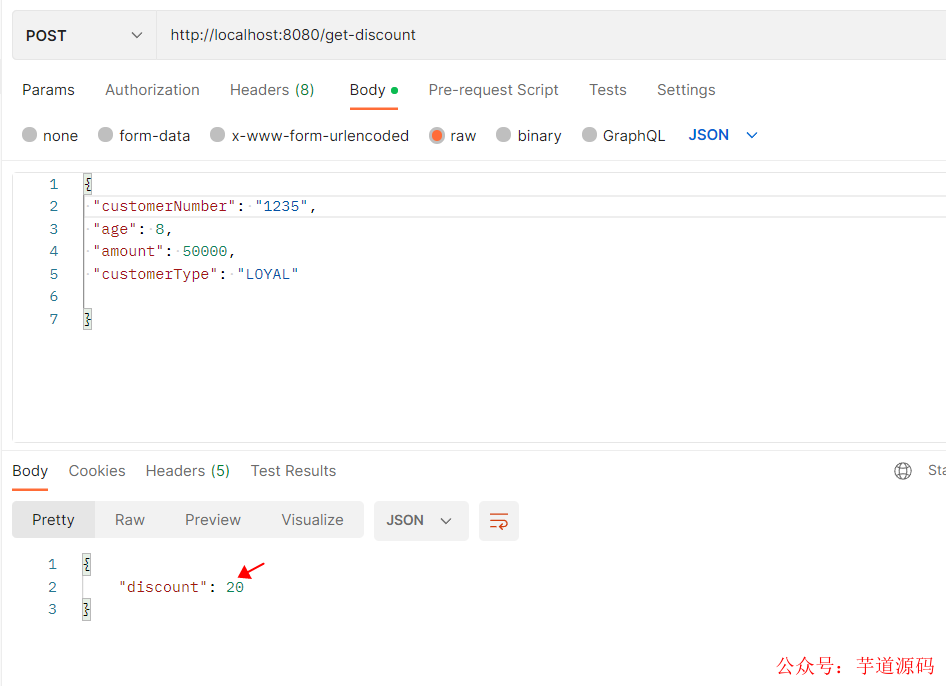 POST http://localhost:8080/get-discount
Params Authorization Headers (8) Body Pre-request Script Tests Settings
none form-data x-www-form-urlencoded raw binary GraphQL JSON
1 {
2 "customerNumber": "1235",
3 "age": 8,
4 "amount": 50000,
5 "customerType": "LOYAL"
6
7 }
Body Cookies Headers (5) Test Results
Pretty Raw Preview Visualize JSON
1 {
2 "discount": 20
3 }
公众号：芋道源码